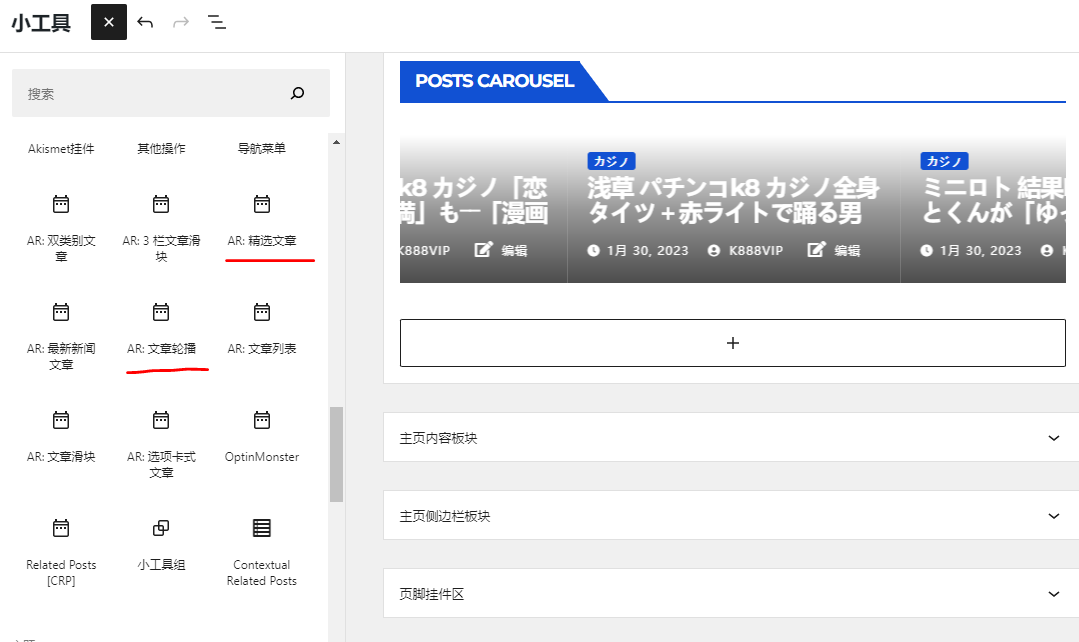 小工具
搜索
Akismet挂件
其他操作
导航菜单
AR: 双类别文
章
AR: 3 栏文章滑
块
AR: 精选文章
AR: 最新新闻
文章
AR: 文章轮播
AR: 文章列表
AR: 文章滑块
AR: 选项卡式
文章
OptinMonster
Related Posts
[CRP]
小工具组
Contextual
Related Posts
POSTS CAROUSEL
k8 カジノ「恋
満」も―「漫画
K888VIP 编辑
カジノ
浅草 パチンコk8 カジノ全身
タイツ＋赤ライトで踊る男
1月 30, 2023 K888VIP 编辑
カジノ
ミニロト 結果
とくんが「ゆっ
1月 30, 2023
主页内容板块
主页侧边栏板块
页脚挂件区